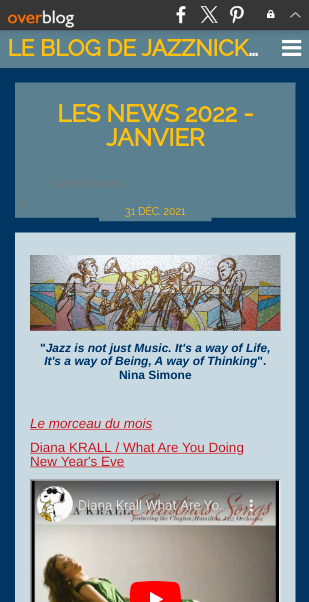 overblog
LE BLOG DE JAZZNICK...
LES NEWS 2022 -
JANVIER
31 DÉC. 2021
"Jazz is not just Music. It's a way of Life,
It's a way of Being, A way of Thinking".
Nina Simone
Le morceau du mois
Diana KRALL / What Are You Doing
New Year's Eve
Diana Krall What Are Yo...
A KRALL Christmas Songs
featuring the Clayton/Hamilton Jazz Orchestra